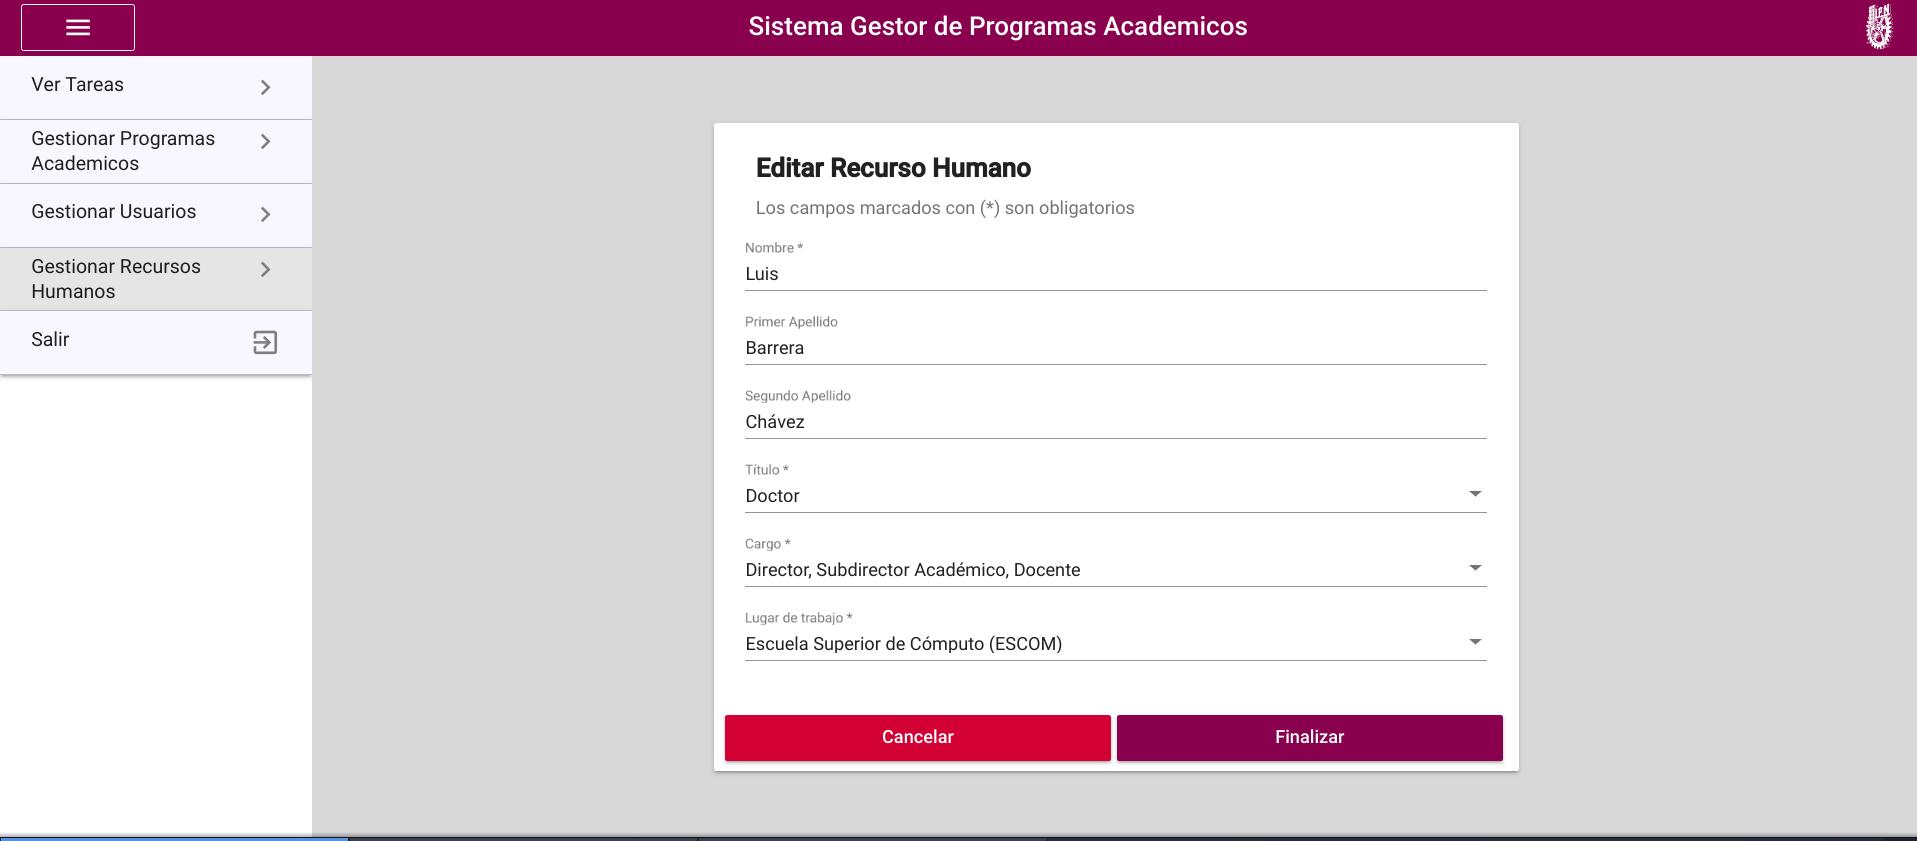 Sistema Gestor de Programas Academicos
IPN
Ver Tareas
Gestionar Programas
Academicos
Gestionar Usuarios
Gestionar Recursos
Humanos
Salir
Editar Recurso Humano
Los campos marcados con (*) son obligatorios
Nombre *
Luis
Primer Apellido
Barrera
Segundo Apellido
Chávez
Título *
Doctor
Cargo *
Director, Subdirector Académico, Docente
Lugar de trabajo *
Escuela Superior de Cómputo (ESCOM)
Cancelar
Finalizar